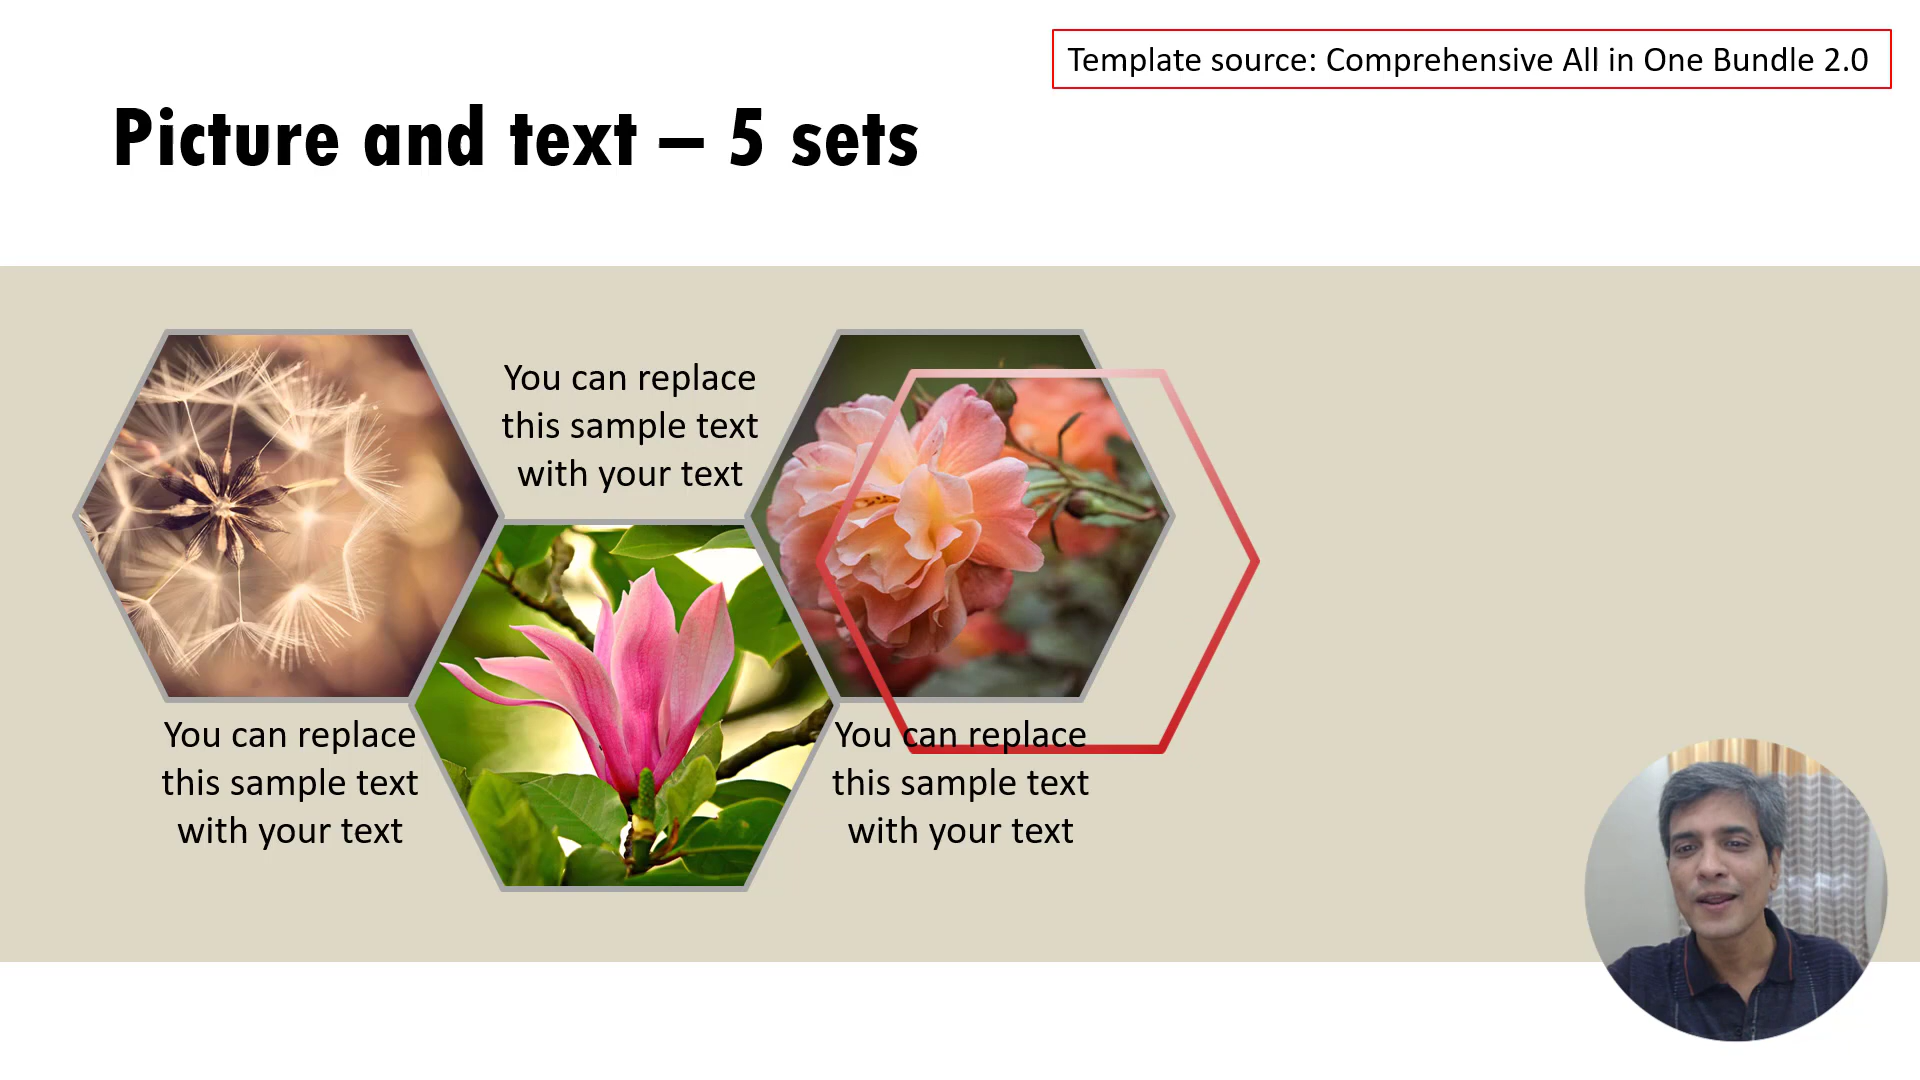 Template source: Comprehensive All in One Bundle 2.0
Picture and text – 5 sets
You can replace
this sample text
with your text
You can replace
this sample text
with your text
You can replace
this sample text
with your text